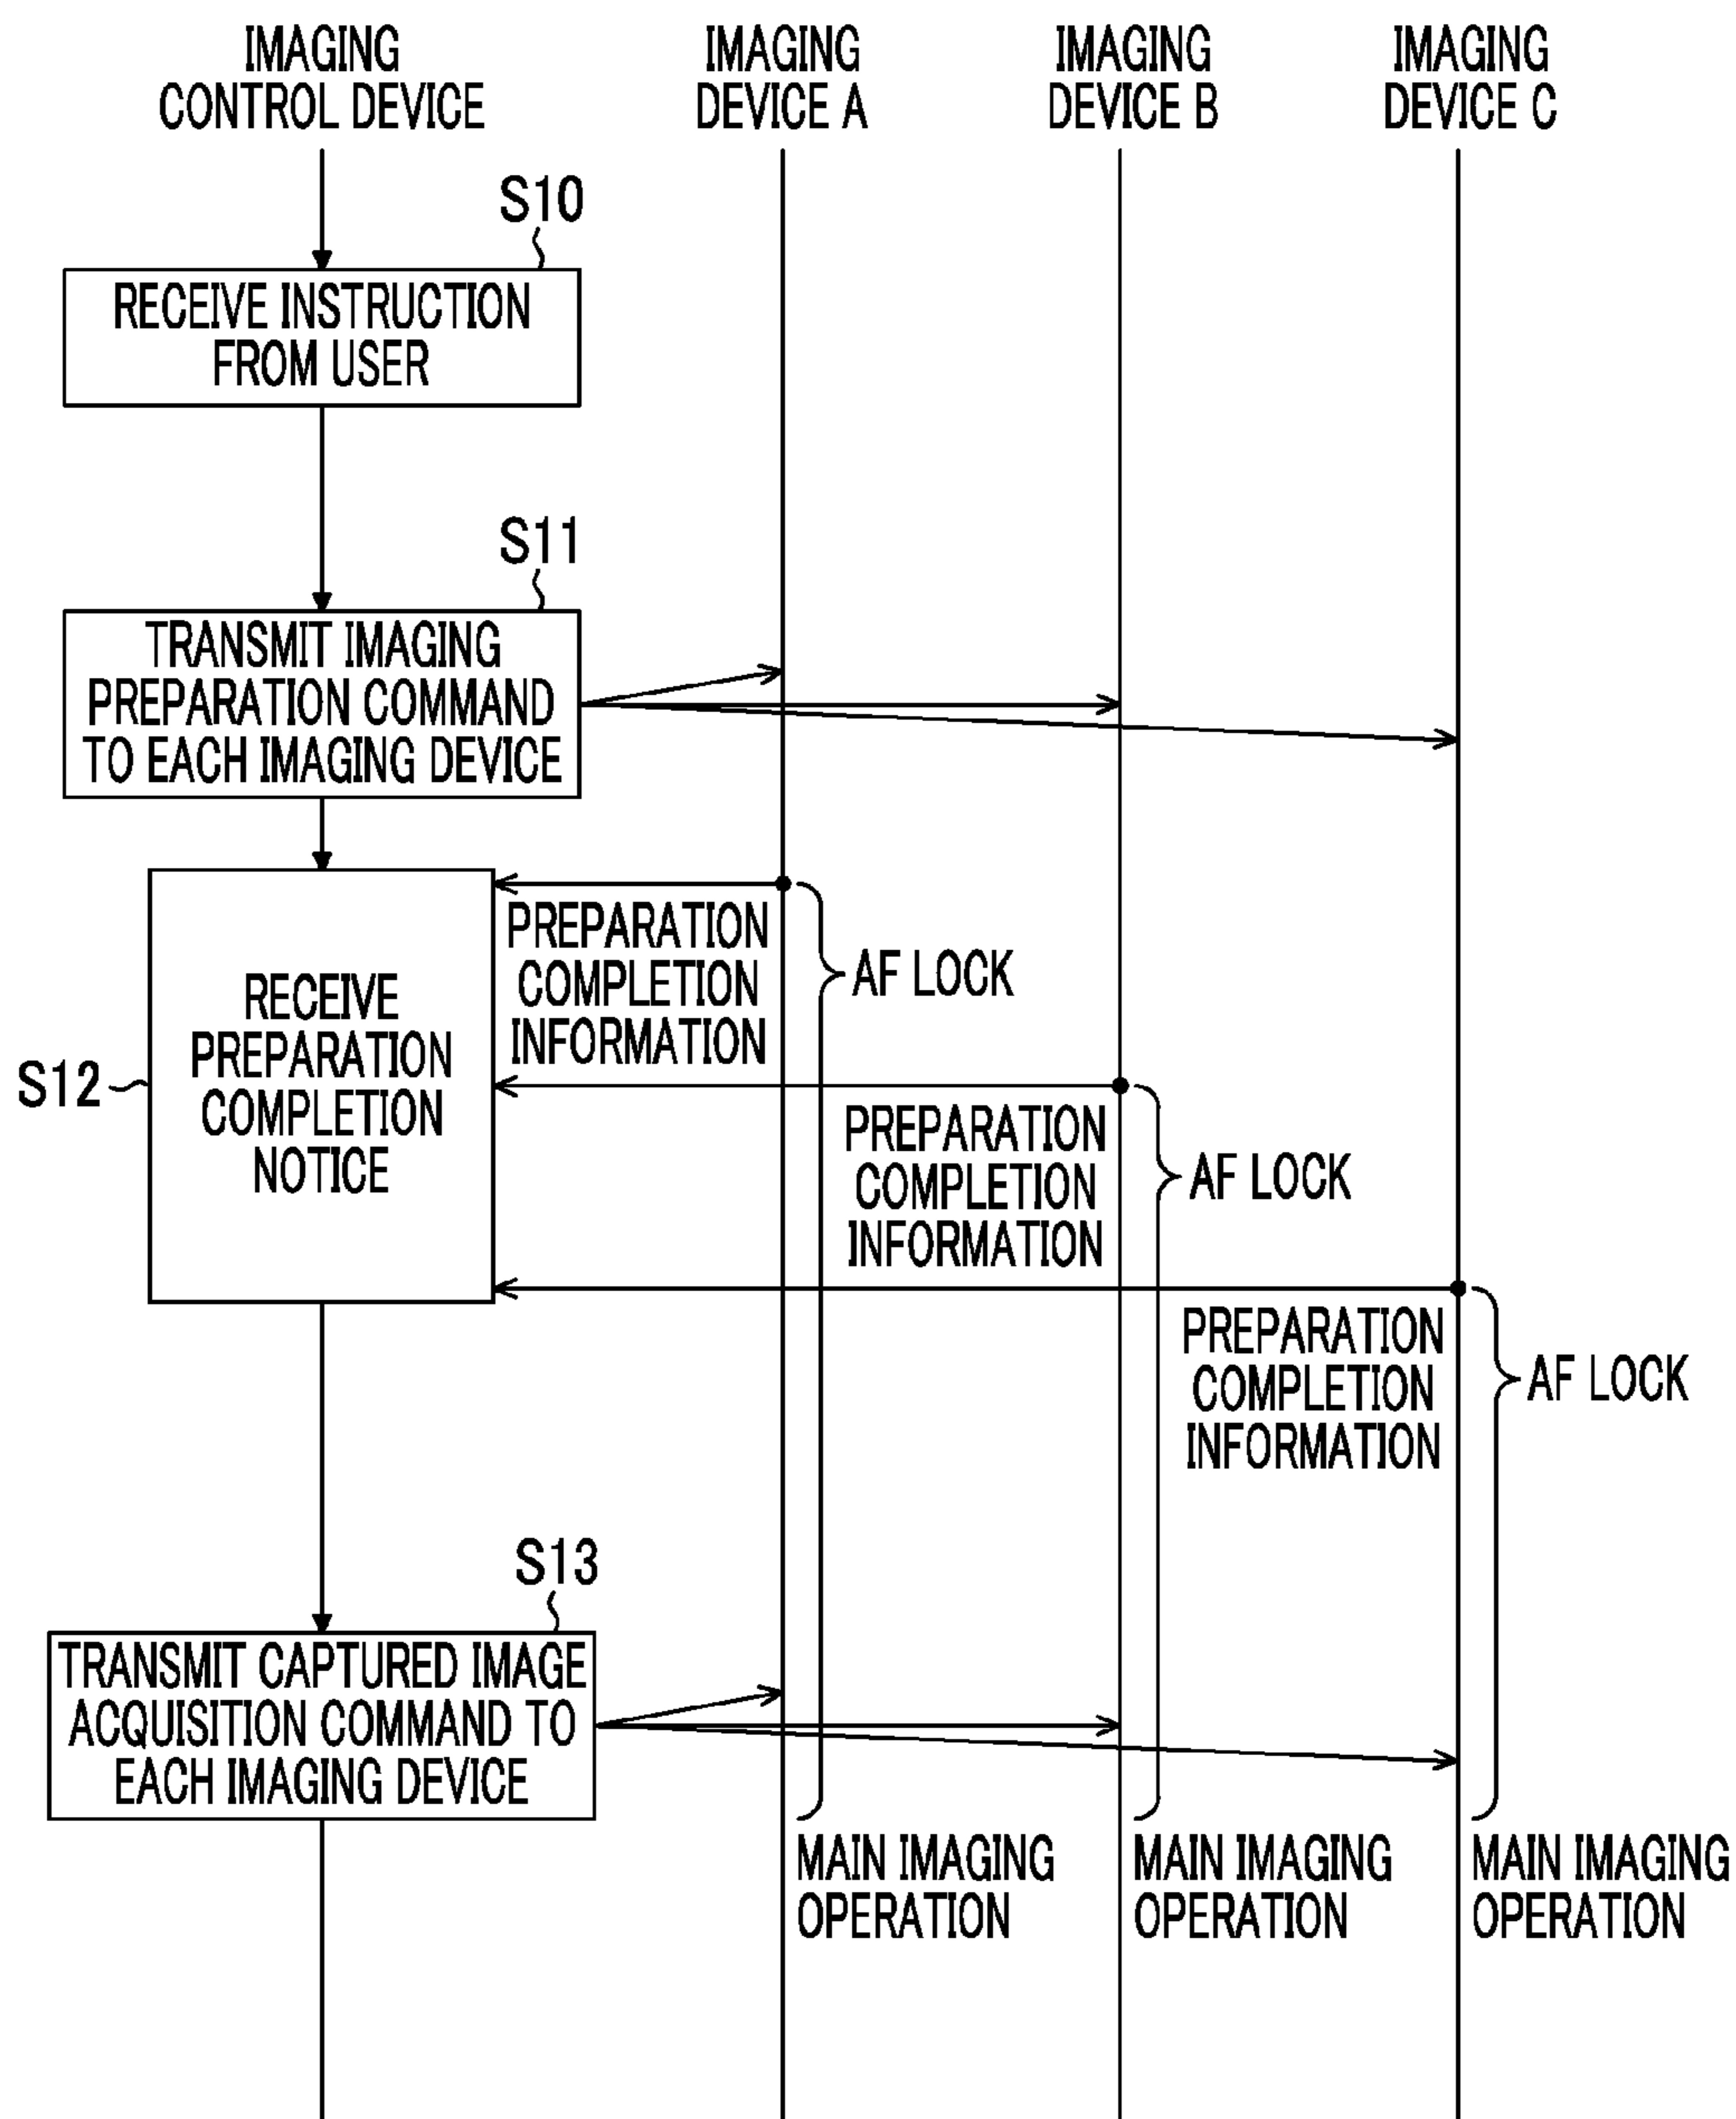 IMAGING
CONTROL DEVICE
IMAGING
DEVICE A
IMAGING
DEVICE B
IMAGING
DEVICE C
S10
RECEIVE INSTRUCTION
FROM USER
S11
TRANSMIT IMAGING
PREPARATION COMMAND
TO EACH IMAGING DEVICE
S12
RECEIVE
PREPARATION
COMPLETION
NOTICE
PREPARATION
COMPLETION
INFORMATION
AF LOCK
PREPARATION
COMPLETION
INFORMATION
AF LOCK
PREPARATION
COMPLETION
INFORMATION
AF LOCK
S13
TRANSMIT CAPTURED IMAGE
ACQUISITION COMMAND TO
EACH IMAGING DEVICE
MAIN IMAGING
OPERATION
MAIN IMAGING
OPERATION
MAIN IMAGING
OPERATION